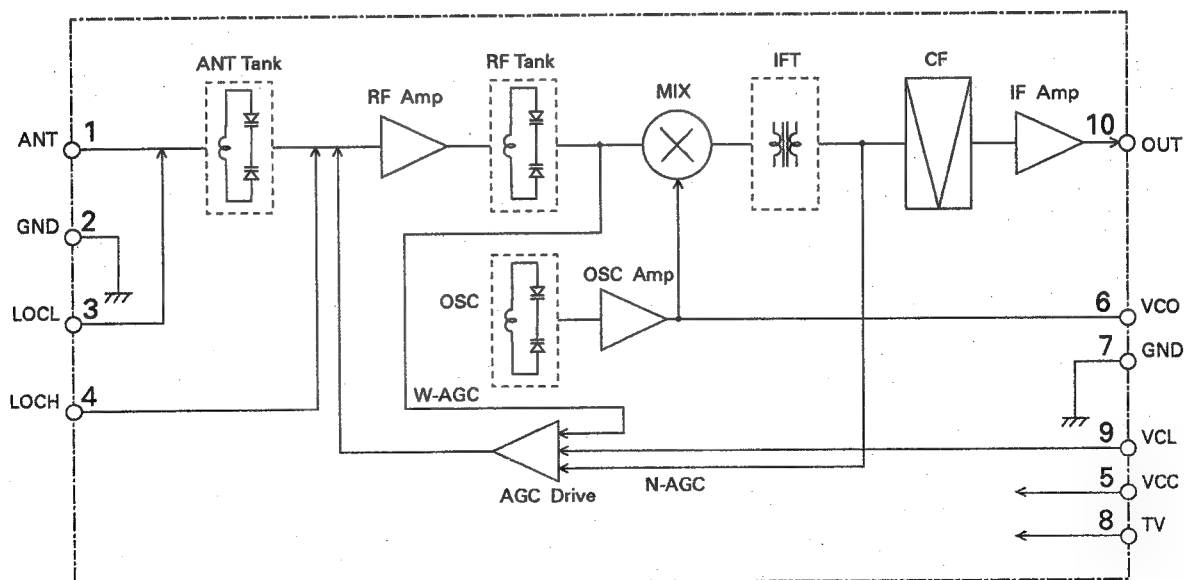 ANT Tank
RF Amp
RF Tank
MIX
IFT
CF
IF Amp
ANT
1
10
OUT
GND
2
LOCL
3
OSC
OSC Amp
6
VCO
7
GND
LOCH
4
W-AGC
9
VCL
AGC Drive
N-AGC
5
VCC
8
TV